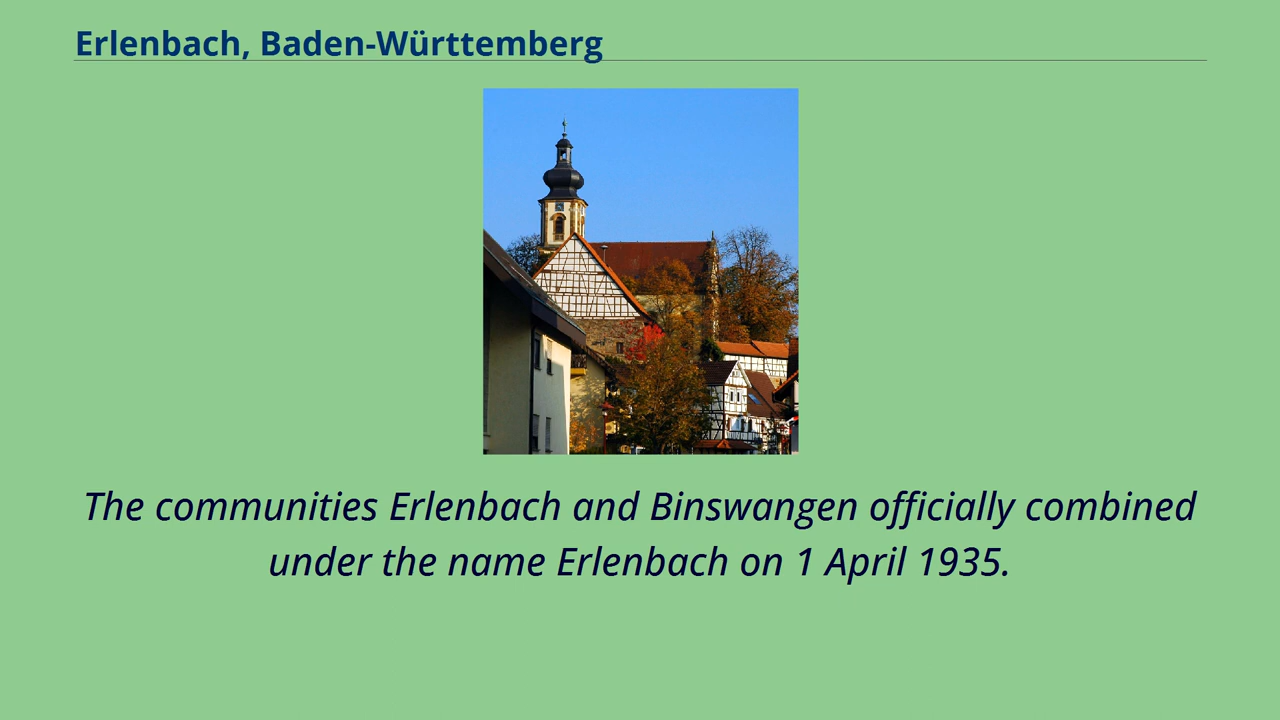 Erlenbach, Baden-Württemberg
The communities Erlenbach and Binswangen officially combined
under the name Erlenbach on 1 April 1935.